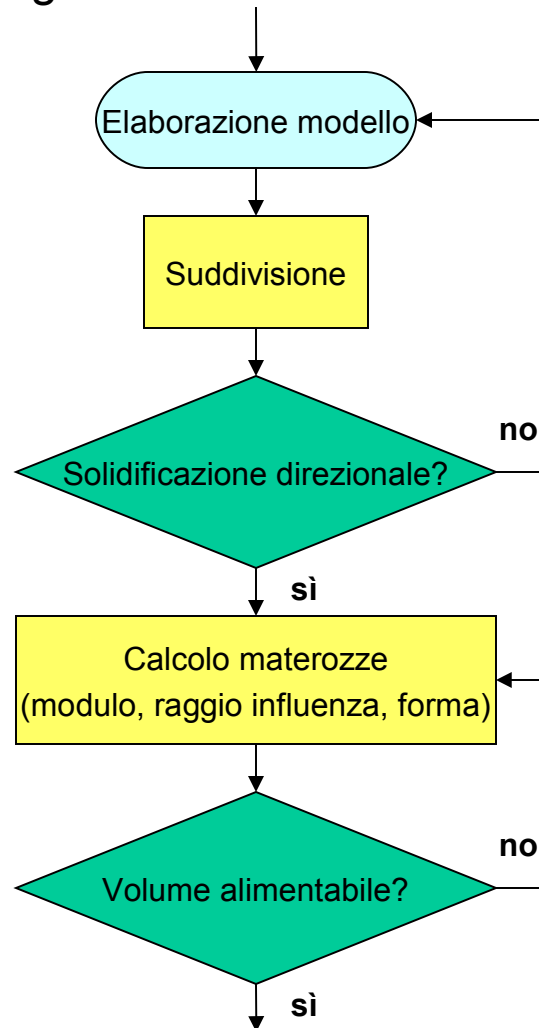 g
Elaborazione modello
Suddivisione
Solidificazione direzionale?
no
sì
Calcolo materozze
(modulo, raggio influenza, forma)
Volume alimentabile?
no
sì